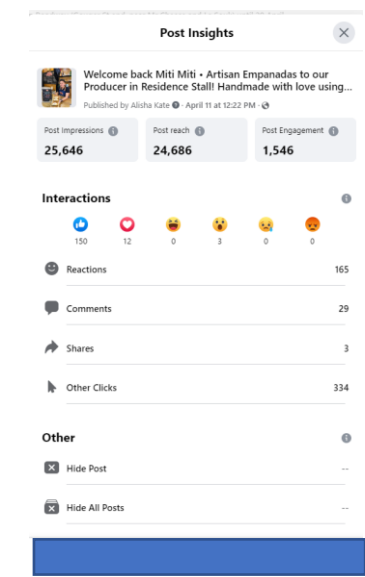 Post Insights
Welcome back Miti Miti • Artisan Empanadas to our
Producer in Residence Stall! Handmade with love using...
Published by Alisha Kate · April 11 at 12:22 PM ·
Post Impressions
Post reach
Post Engagement
25,646
24,686
1,546
Interactions
150 12 0 3 0 0
Reactions 165
Comments 29
Shares 3
Other Clicks 334
Other
Hide Post --
Hide All Posts --